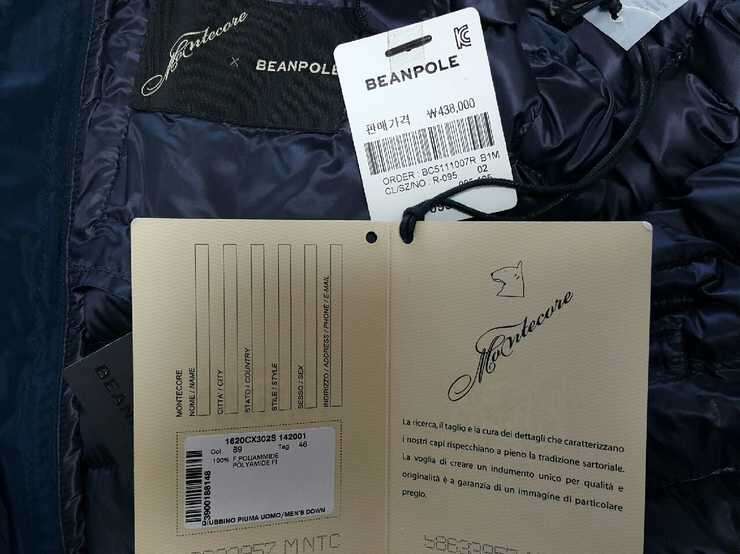 Montecore
×
BEANPOLE
BEANPOLE
판매가격 ₩438,000
ORDER : BC5111007R B1M
CL/SZ/NO : R-095 02
BEANP
MONTECORE
NOME / NAME
CITTA' / CITY
STATO / COUNTRY
STILE / STYLE
SESSO / SEX
INDIRIZZO / ADDRESS / PHONE / E-MAIL
1620CX302S 142001
Col 89 Tag 46
100% F.POLIAMMIDE
POLYAMIDE FI
UBBINO PIUMA UOMO/MEN'S DOWN
Montecore
La ricerca, il taglio e la cura dei dettagli che caratterizzano
i nostri capi rispecchiano a pieno la tradizione sartoriale.
La voglia di creare un indumento unico per qualità e
originalità è a garanzia di un immagine di particolare
pregio.
M.NTC